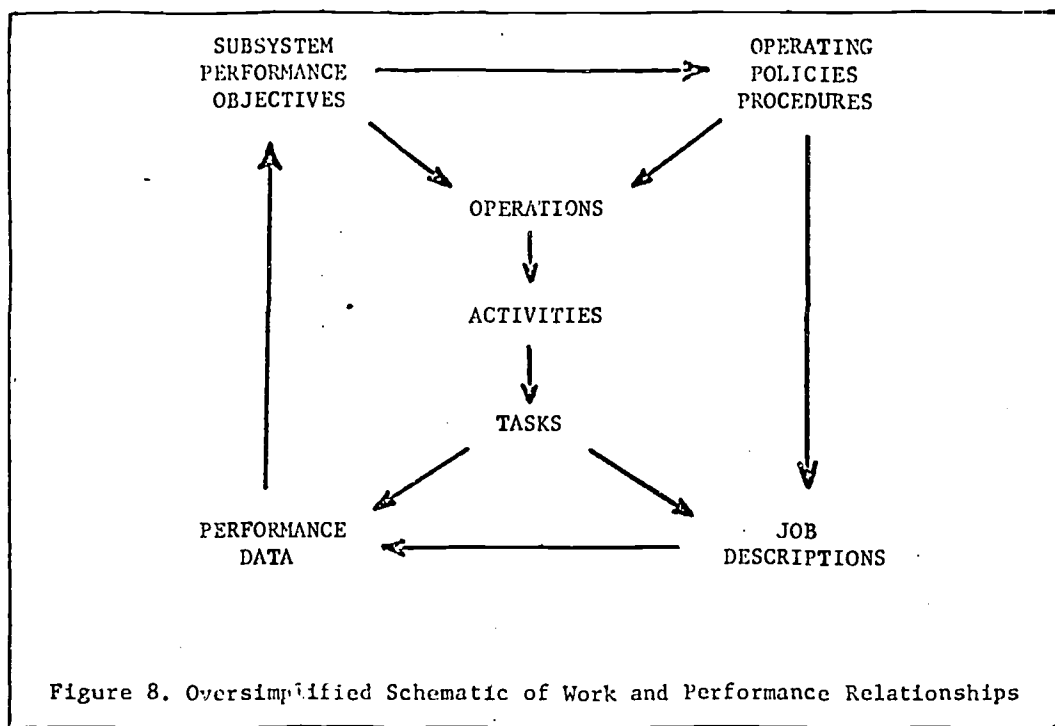 SUBSYSTEM
PERFORMANCE
OBJECTIVES
OPERATING
POLICIES
PROCEDURES
OPERATIONS
ACTIVITIES
TASKS
PERFORMANCE
DATA
JOB
DESCRIPTIONS
Figure 8. Oversimplified Schematic of Work and Performance Relationships